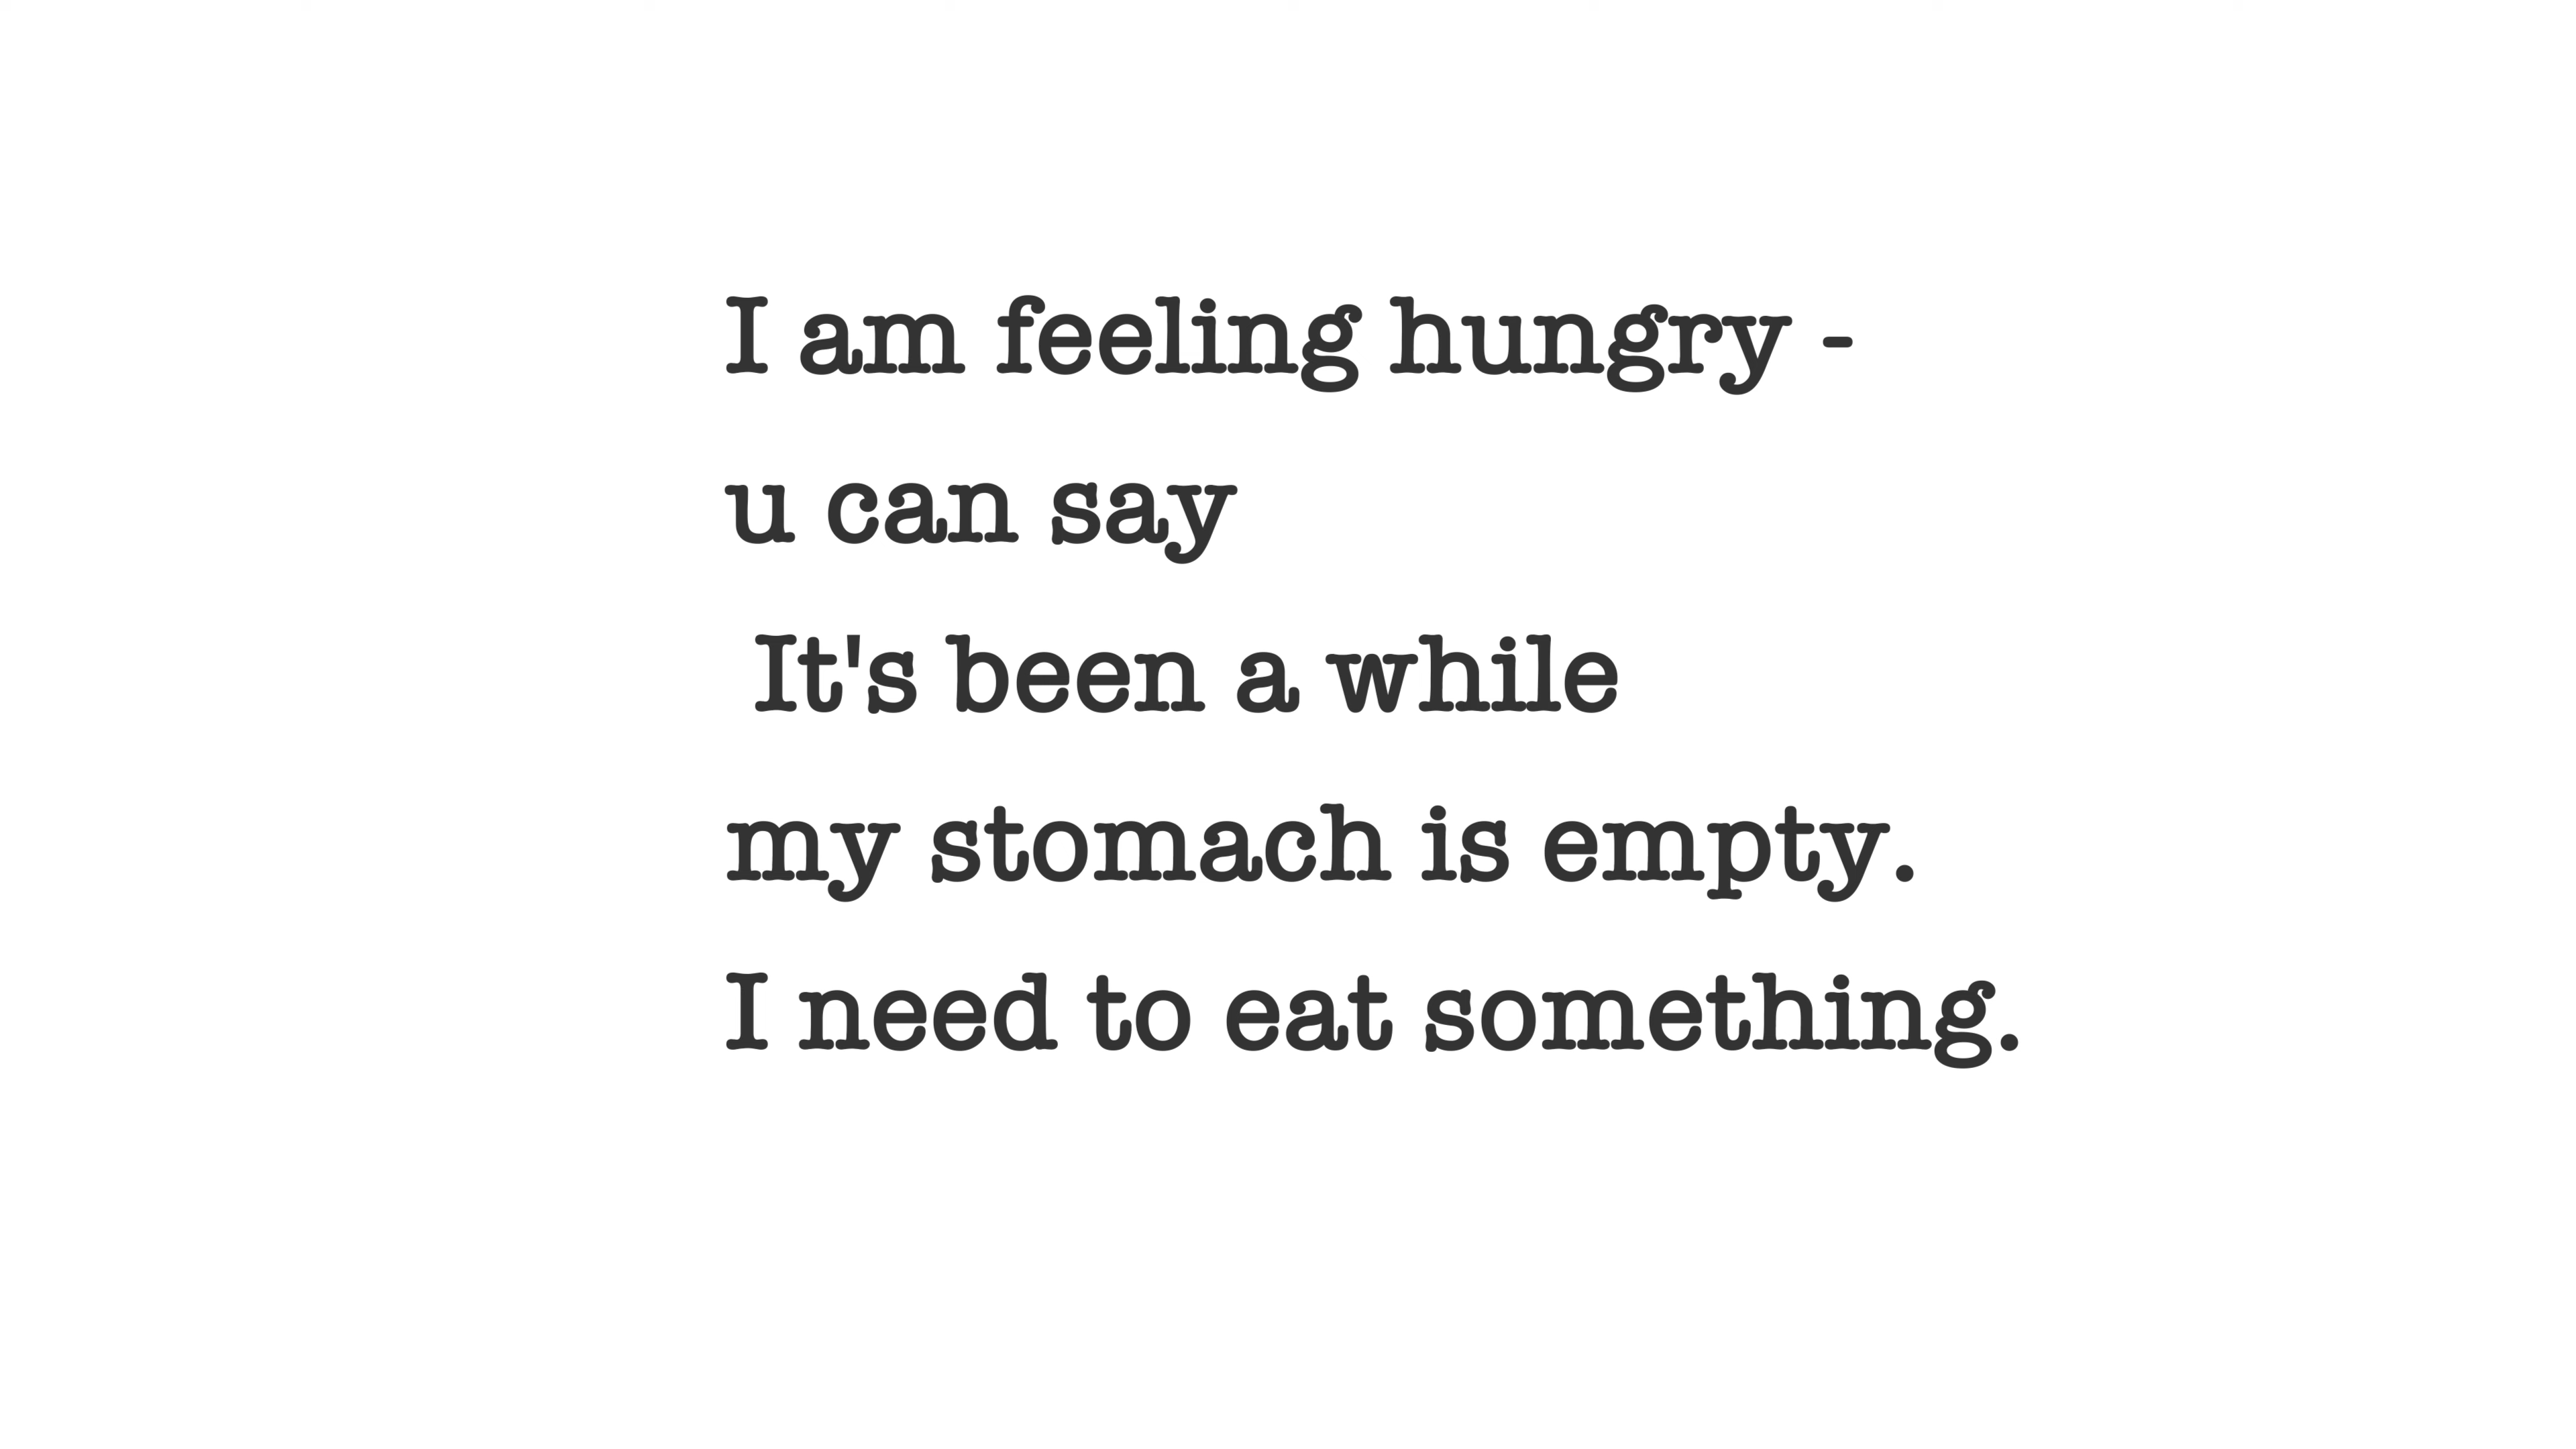 I am feeling hungry -
u can say
It's been a while
my stomach is empty.
I need to eat something.